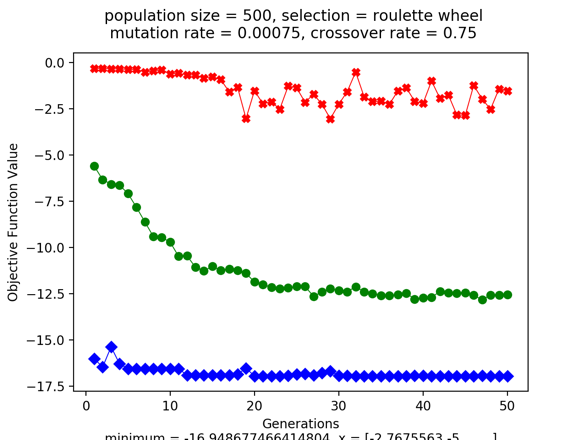 population size = 500, selection = roulette wheel
mutation rate = 0.00075, crossover rate = 0.75
0.0
−2.5
−5.0
−7.5
−10.0
−12.5
−15.0
−17.5
Objective Function Value
0 10 20 30 40 50
Generations
minimum = -16.948677466414804, x = [-2.7675563 -5. ]